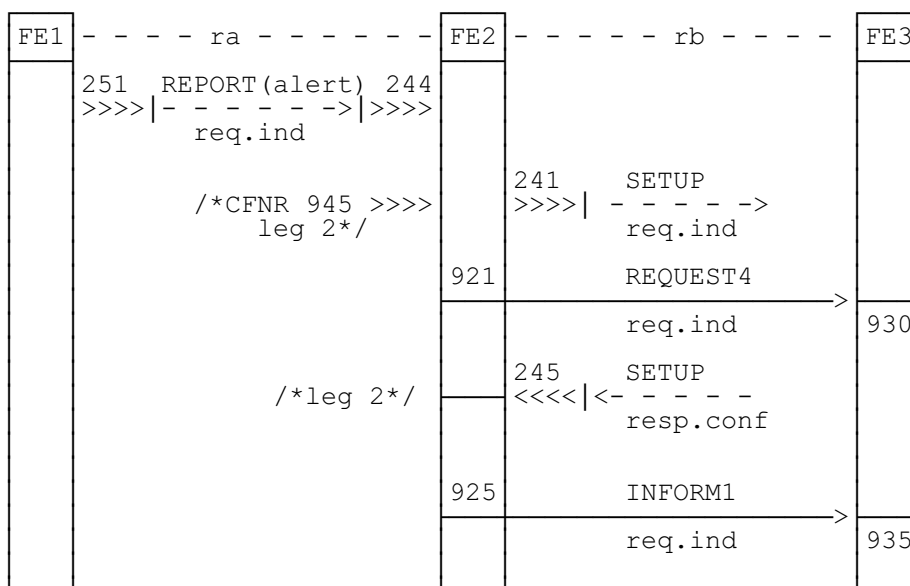 FE1 - - - - ra - - - - - - FE2 - - - - - rb - - - - FE3
251 REPORT(alert) 244
>>>>|- - - - - ->|>>>>
req.ind
241 SETUP
/*CFNR 945 >>>> >>>>| - - - - ->
leg 2*/ req.ind
921 REQUEST4
>
req.ind 930
245 SETUP
/*leg 2*/ <<<<|<- - - - -
resp.conf
925 INFORM1
>
req.ind 935